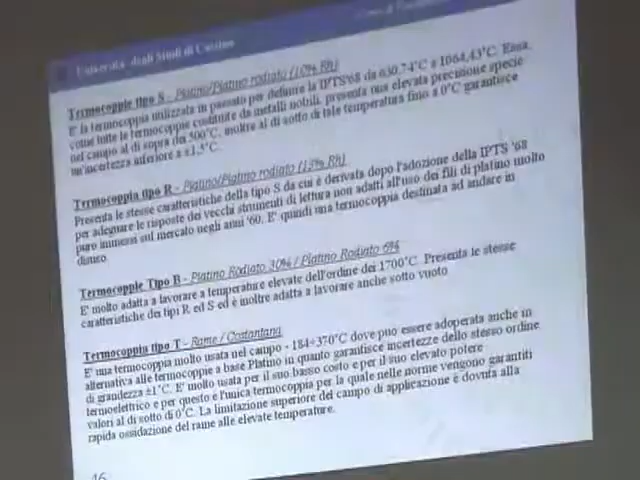 Università degli Studi di Cassino
Termocopple tipo S - Platino/Platino rodiato (10% Rh)
E' la termocoppia utilizzata in passato per definire la IPTS'68 da 630,74°C a 1064,43°C. Essa,
come tutte le termocoppie costituite da metalli nobili, presenta una elevata precisione specie
nel campo al di sopra dei 500°C, inoltre al di sotto di tale temperatura fino a 0°C garantisce
un'incertezza inferiore a ±1,5°C.
Termocoppia tipo R - Platino/Platino rodiato (13% Rh)
Presenta le stesse caratteristiche della tipo S da cui è derivata dopo l'adozione della IPTS '68
per adeguare le risposte dei vecchi strumenti di lettura non adatti all'uso dei fili di platino molto
puro immessi sul mercato negli anni '60. E' quindi una termocoppia destinata ad andare in
disuso
Termocopple Tipo B - Platino Rodiato 30% / Platino Rodiato 6%
E' molto adatta a lavorare a temperature elevate dell'ordine dei 1700°C. Presenta le stesse
caratteristiche dei tipi R ed S ed è inoltre adatta a lavorare anche sotto vuoto
Termocoppia tipo T - Rame / Costantana
E' una termocoppia molto usata nel campo - 184÷370°C dove può essere adoperata anche in
alternativa alle termocoppie a base Platino in quanto garantisce incertezze dello stesso ordine
di grandezza ±1°C. E' molto usata per il suo basso costo e per il suo elevato potere
termoelettrico e per questo è l'unica termocoppia per la quale nelle norme vengono garantiti
valori al di sotto di 0°C. La limitazione superiore del campo di applicazione è dovuta alla
rapida ossidazione del rame alle elevate temperature.
46